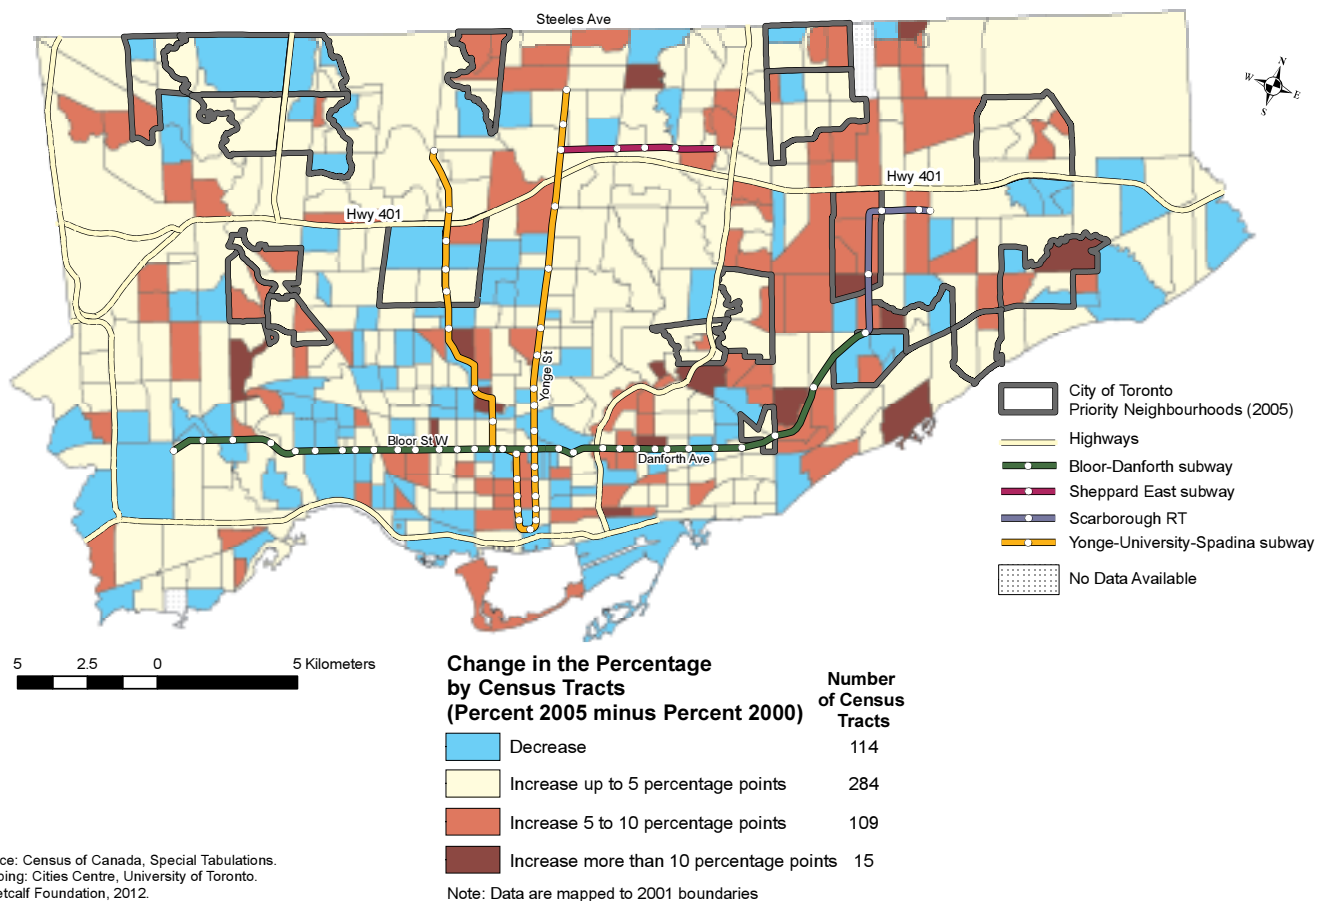 Steeles Ave
N
W
E
S
Hwy 401
Hwy 401
Yonge St
Bloor St W
Danforth Ave
City of Toronto
Priority Neighbourhoods (2005)
Highways
Bloor-Danforth subway
Sheppard East subway
Scarborough RT
Yonge-University-Spadina subway
No Data Available
5 2.5 0 5 Kilometers
Change in the Percentage
by Census Tracts
(Percent 2005 minus Percent 2000)
Number
of Census
Tracts
Decrease 114
Increase up to 5 percentage points 284
Increase 5 to 10 percentage points 109
Increase more than 10 percentage points 15
Note: Data are mapped to 2001 boundaries
ce: Census of Canada, Special Tabulations.
ping: Cities Centre, University of Toronto.
etcalf Foundation, 2012.